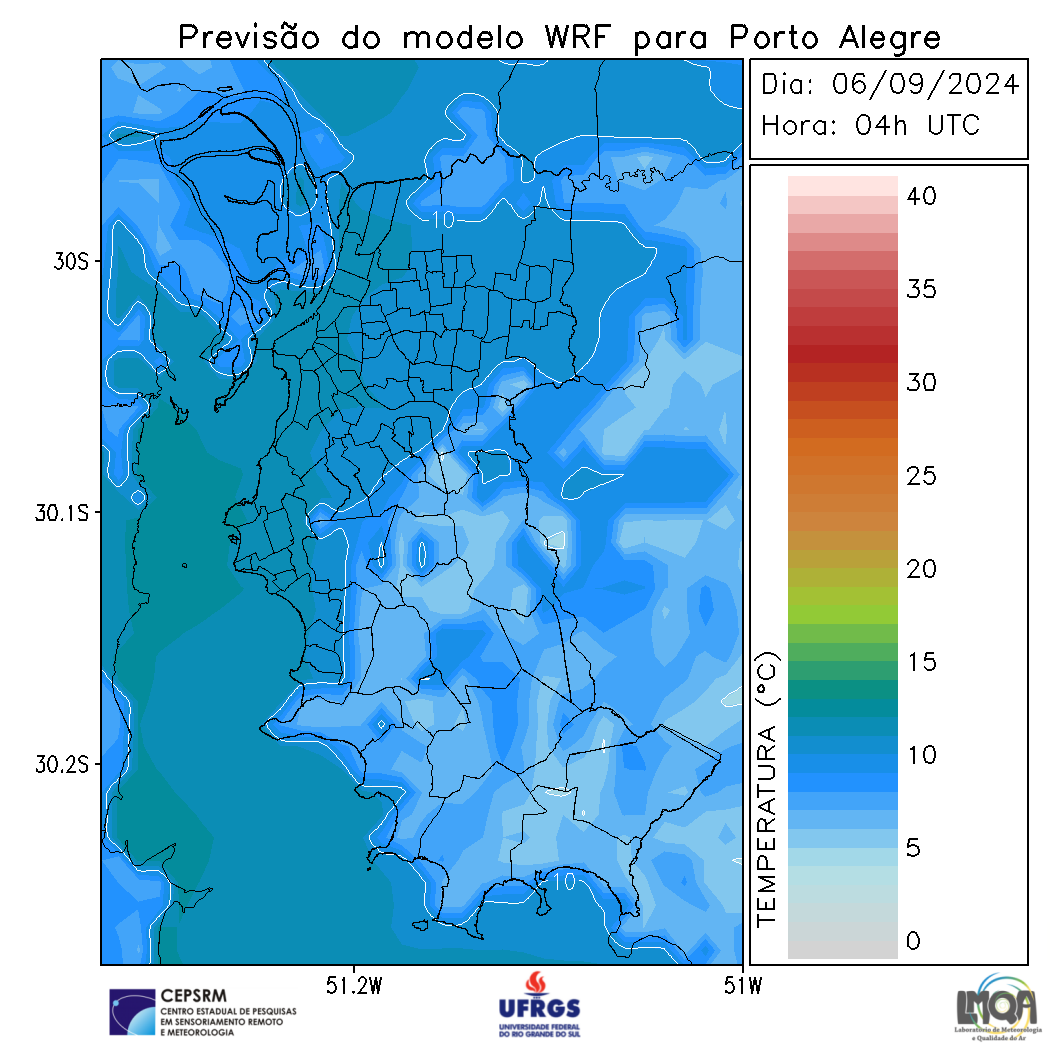 Previsão do modelo WRF para Porto Alegre
Dia: 06/09/2024
Hora: 04h UTC
30S
30.1S
30.2S
51.2W
51W
10
10
TEMPERATURA (°C)
40
35
30
25
20
15
10
5
0
CEPSRM
CENTRO ESTADUAL DE PESQUISAS
EM SENSORIAMENTO REMOTO
E METEOROLOGIA
UFRGS
UNIVERSIDADE FEDERAL
DO RIO GRANDE DO SUL
LMQA
Laboratório de Meteorologia
e Qualidade do Ar